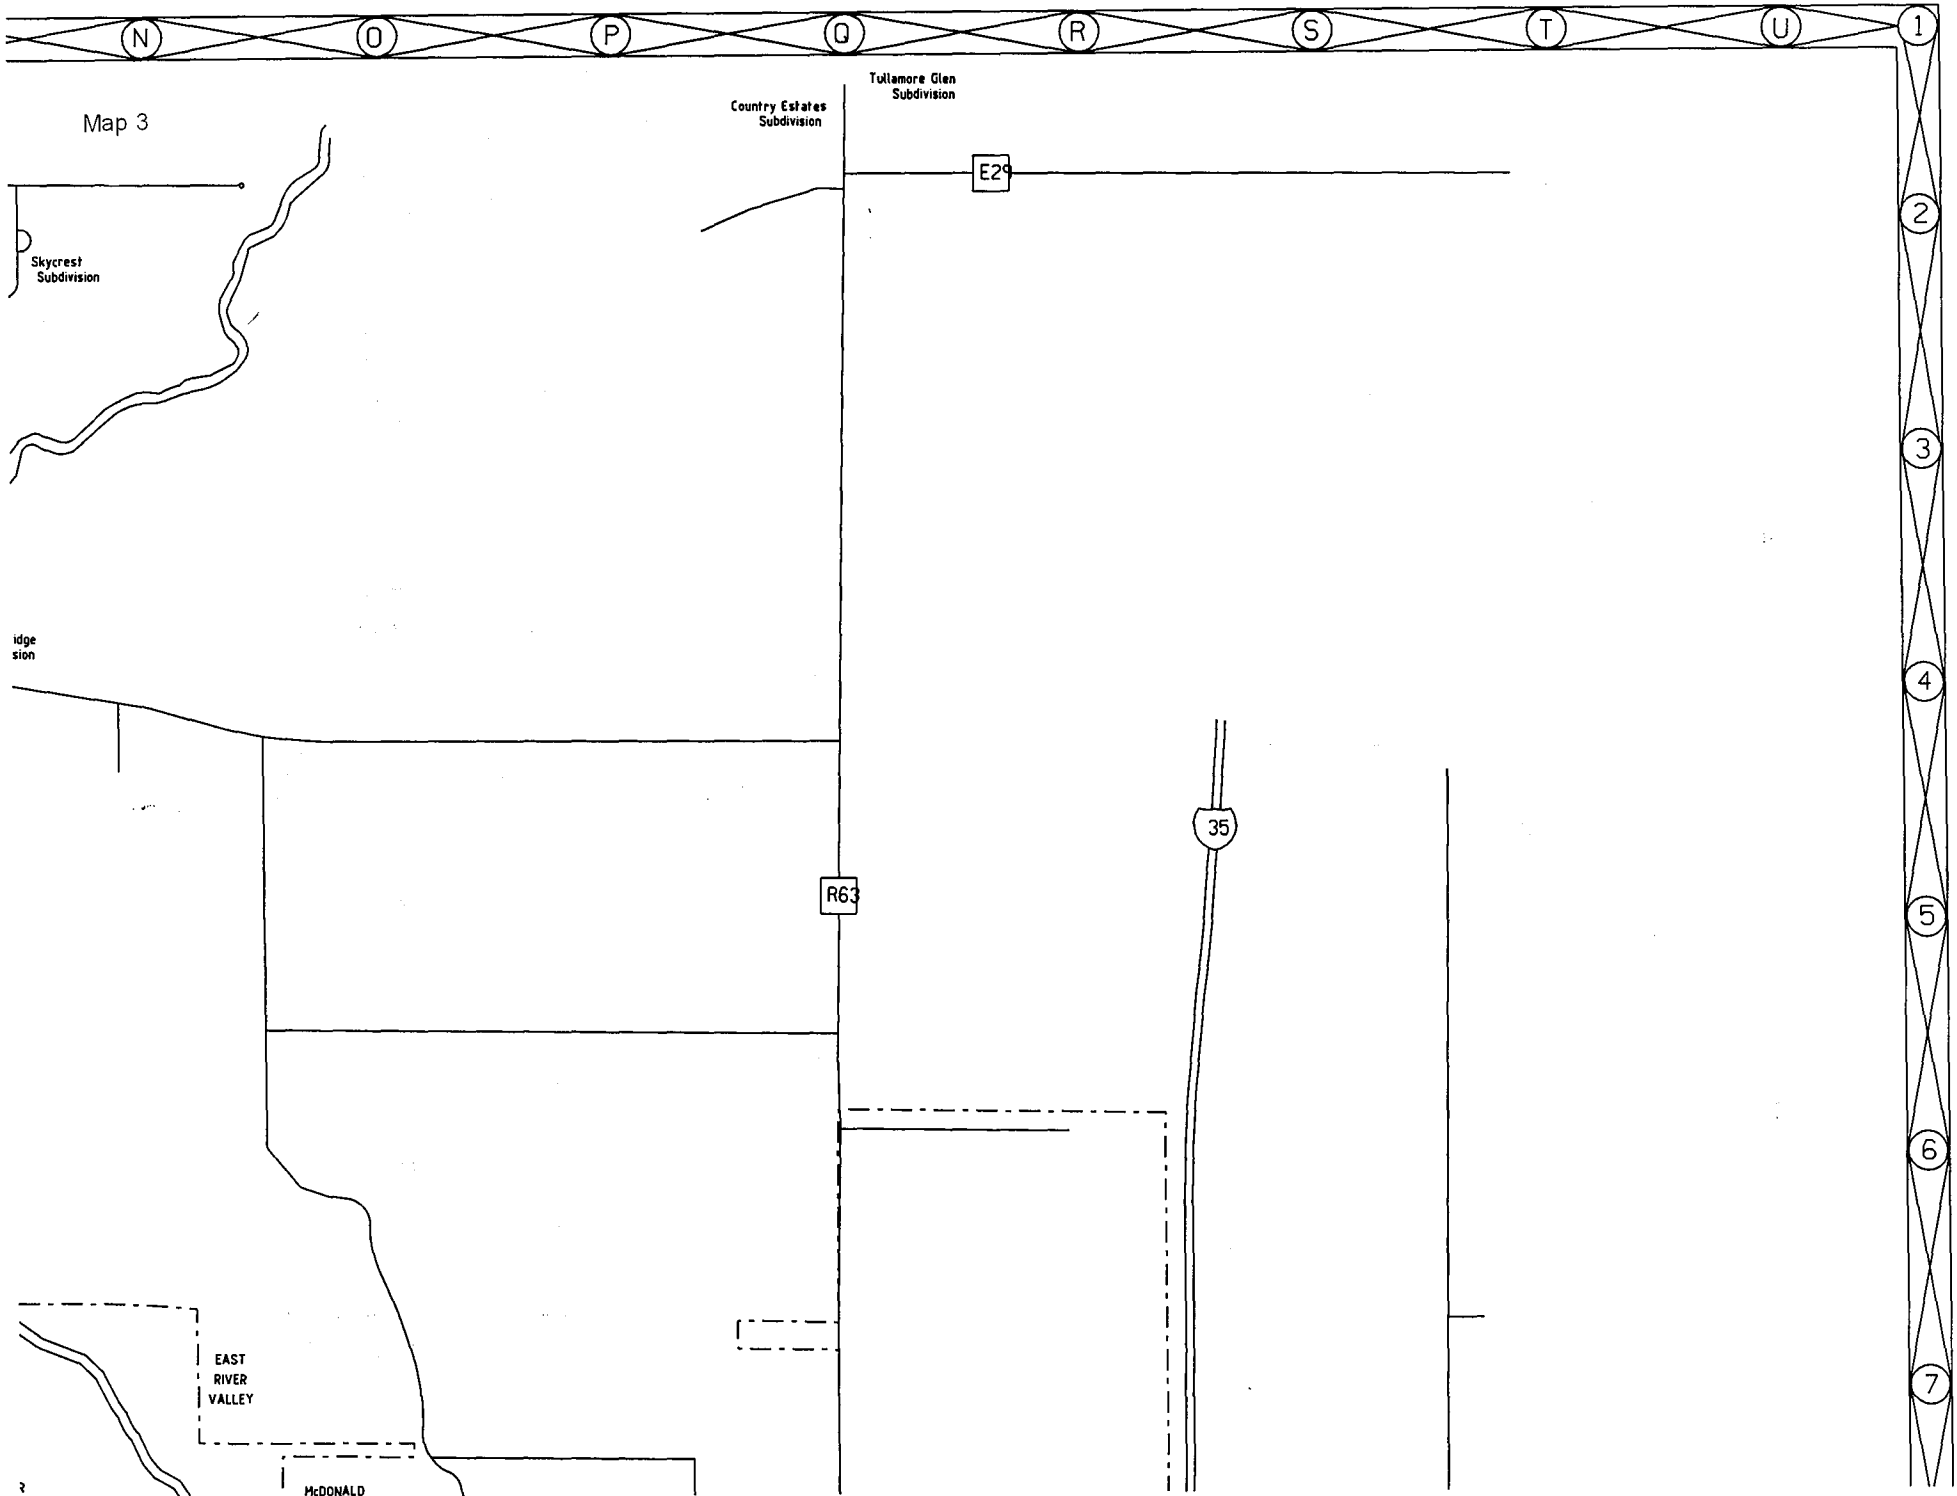 N O P Q R S T U 1
Tullamore Glen
Subdivision
Country Estates
Subdivision
Map 3
E29
2
Skycrest
Subdivision
3
idge
sion
4
35
R63
5
6
EAST
RIVER
VALLEY
7
McDONALD